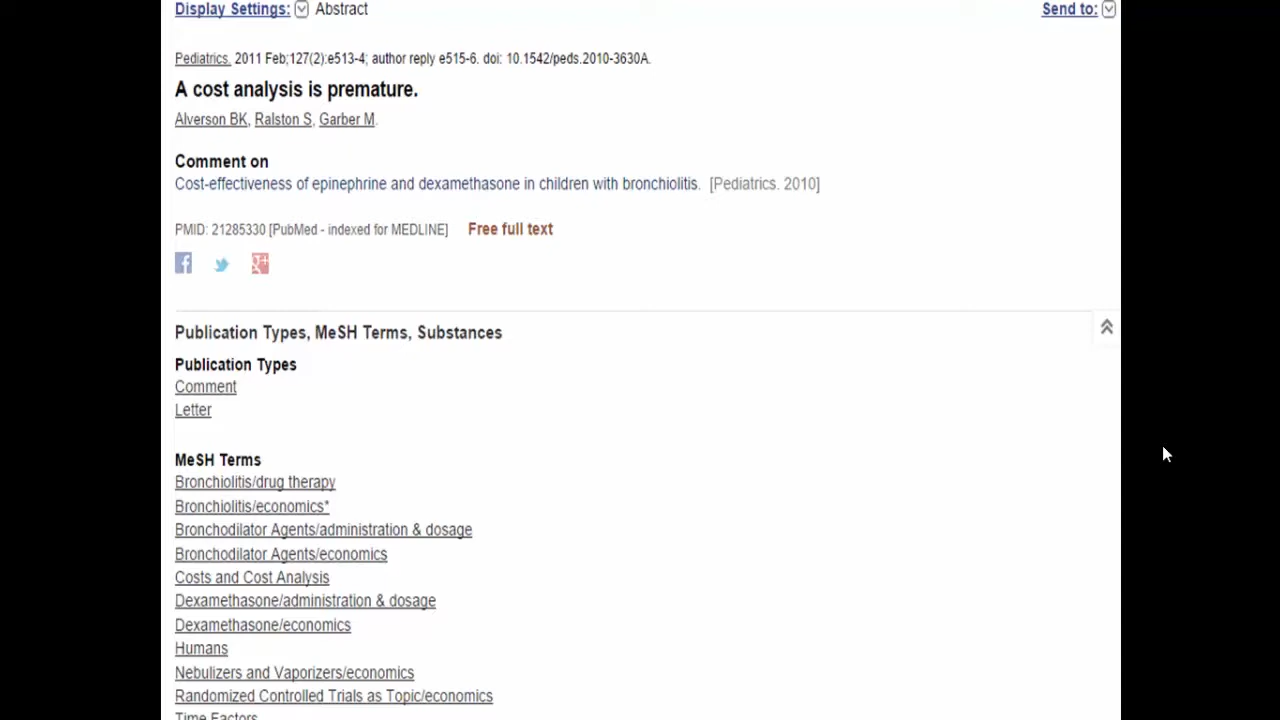 Display Settings: Abstract Send to:
Pediatrics. 2011 Feb;127(2):e513-4; author reply e515-6. doi: 10.1542/peds.2010-3630A.
A cost analysis is premature.
Alverson BK, Ralston S, Garber M.
Comment on
Cost-effectiveness of epinephrine and dexamethasone in children with bronchiolitis. [Pediatrics. 2010]
PMID: 21285330 [PubMed - indexed for MEDLINE] Free full text
Publication Types, MeSH Terms, Substances
Publication Types
Comment
Letter
MeSH Terms
Bronchiolitis/drug therapy
Bronchiolitis/economics*
Bronchodilator Agents/administration & dosage
Bronchodilator Agents/economics
Costs and Cost Analysis
Dexamethasone/administration & dosage
Dexamethasone/economics
Humans
Nebulizers and Vaporizers/economics
Randomized Controlled Trials as Topic/economics
Time Factors